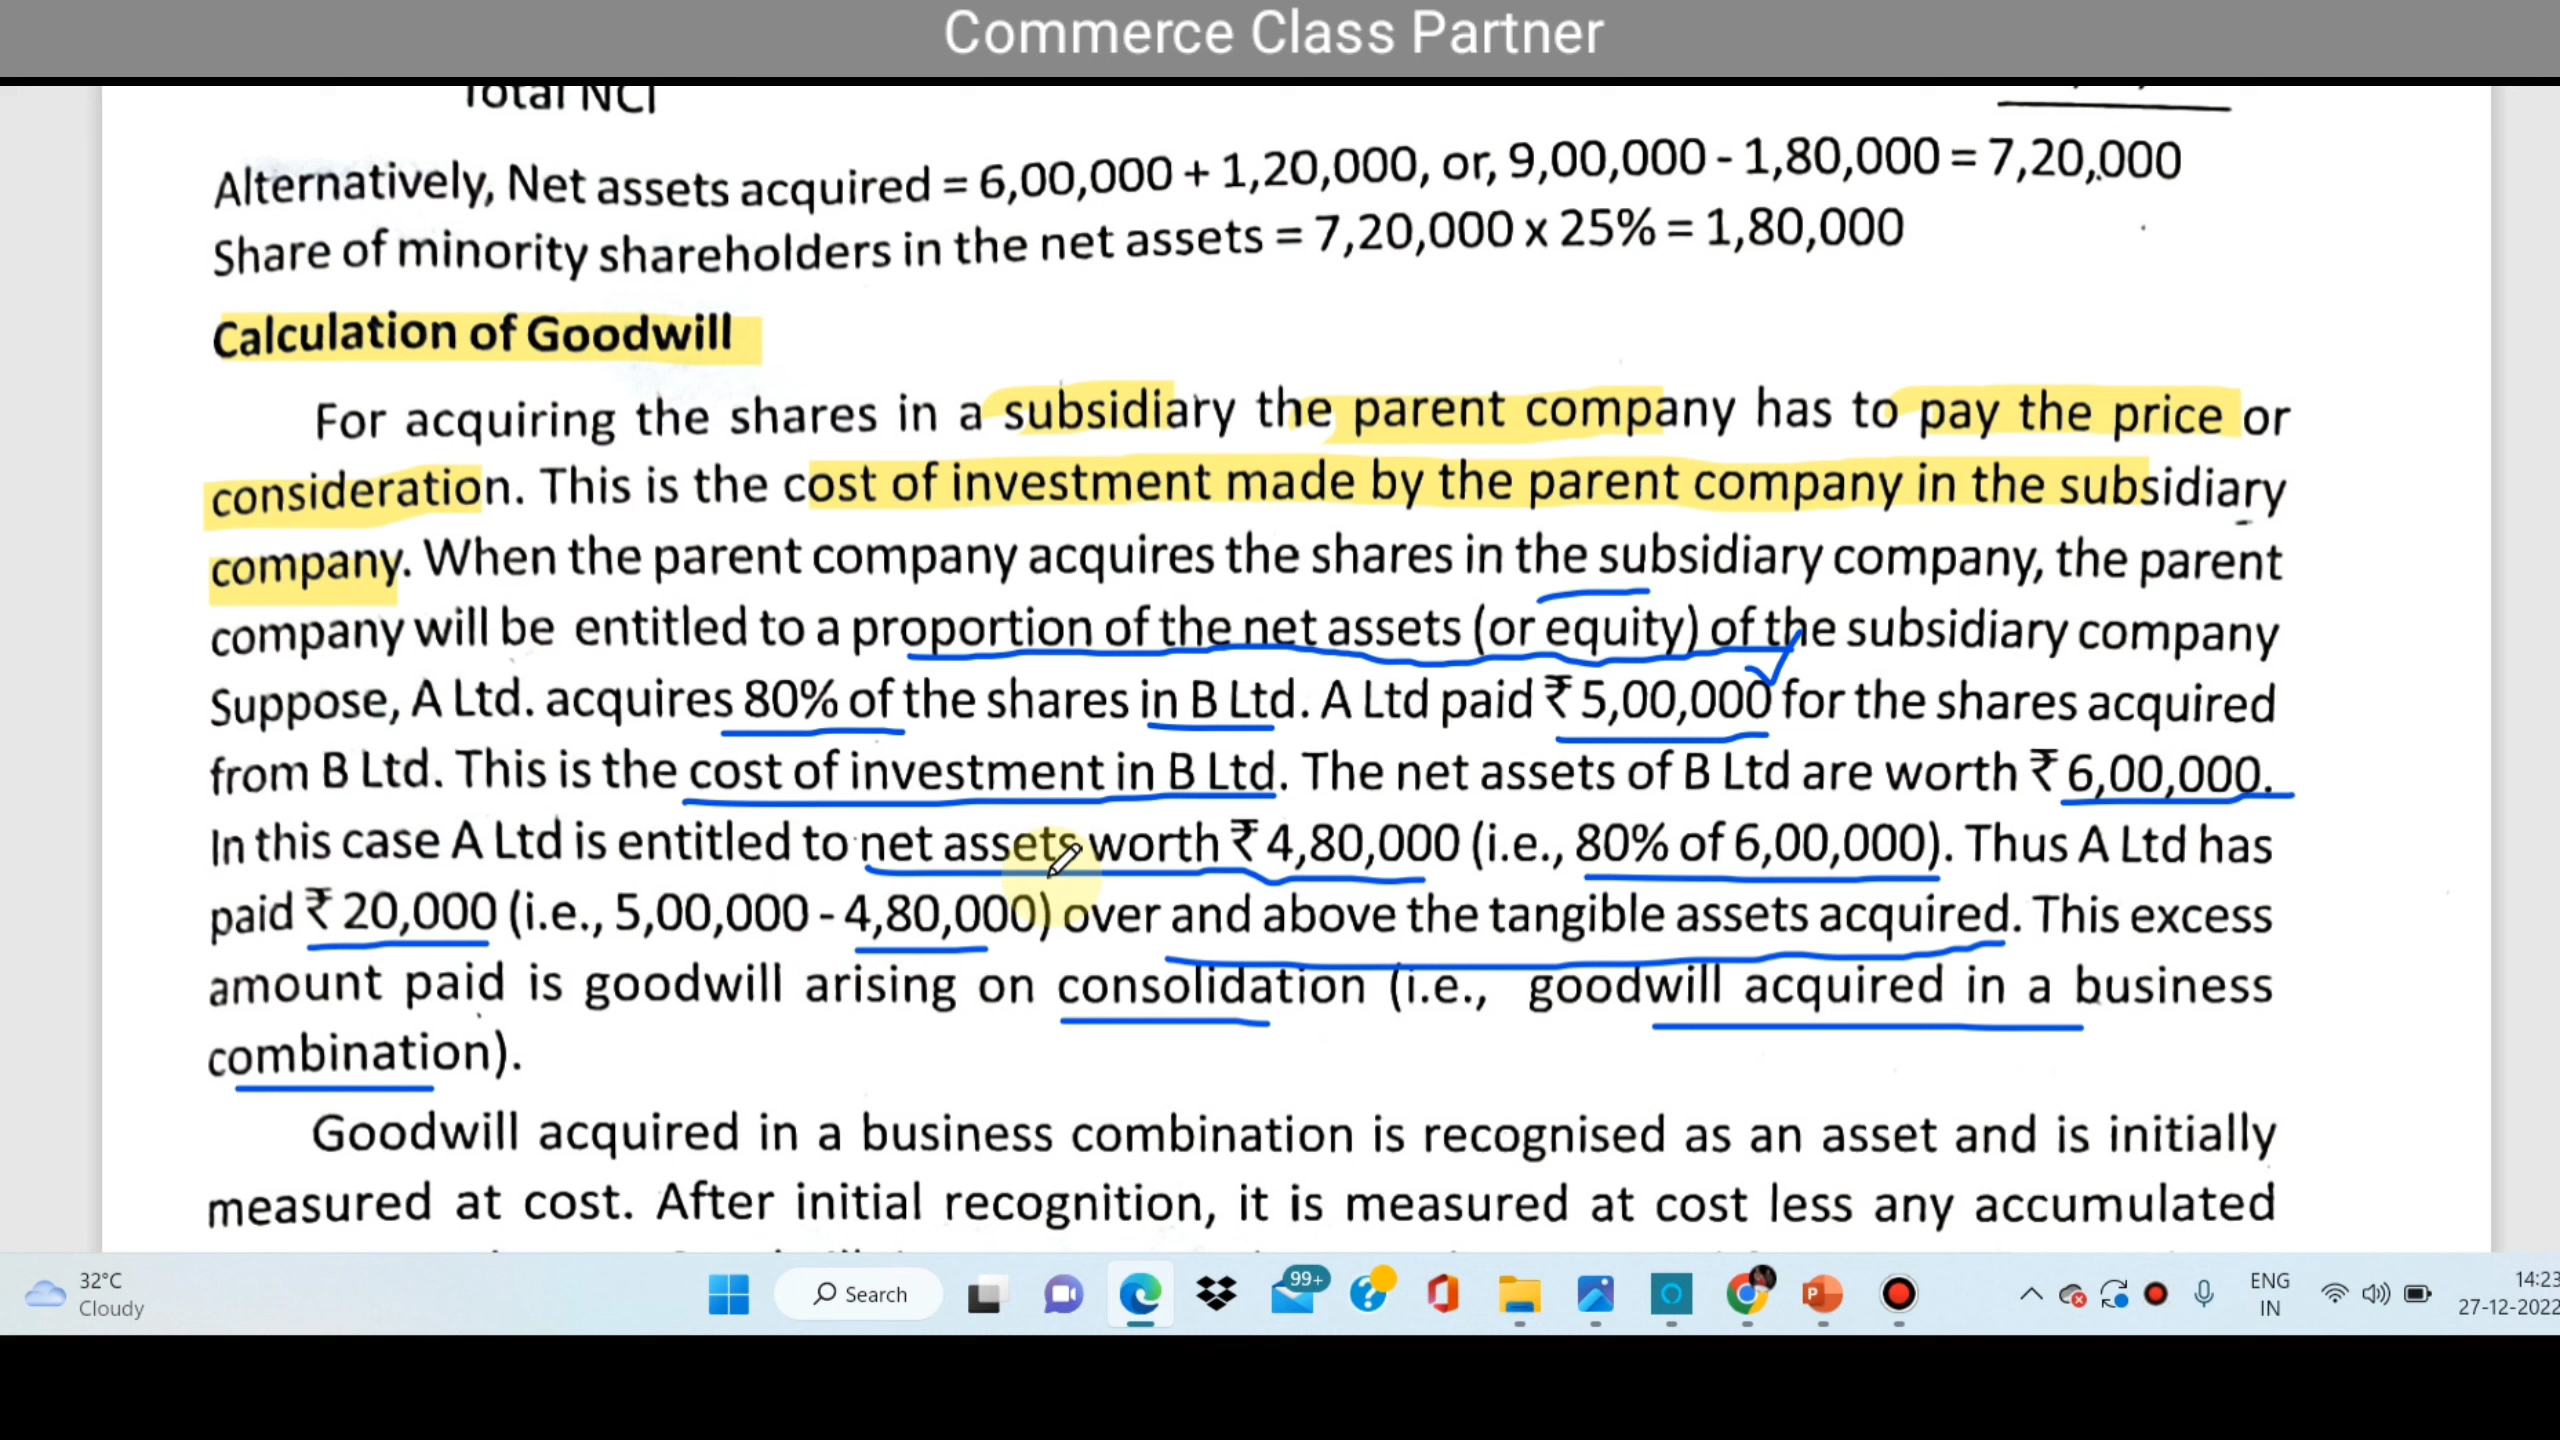 Commerce Class Partner
Total NCI
Alternatively, Net assets acquired = 6,00,000 + 1,20,000, or, 9,00,000 - 1,80,000 = 7,20,000
Share of minority shareholders in the net assets = 7,20,000 x 25% = 1,80,000
Calculation of Goodwill
For acquiring the shares in a subsidiary the parent company has to pay the price or
consideration. This is the cost of investment made by the parent company in the subsidiary
company. When the parent company acquires the shares in the subsidiary company, the parent
company will be entitled to a proportion of the net assets (or equity) of the subsidiary company
Suppose, A Ltd. acquires 80% of the shares in B Ltd. A Ltd paid ₹ 5,00,000 for the shares acquired
from B Ltd. This is the cost of investment in B Ltd. The net assets of B Ltd are worth ₹ 6,00,000.
In this case A Ltd is entitled to net assets worth ₹ 4,80,000 (i.e., 80% of 6,00,000). Thus A Ltd has
paid ₹ 20,000 (i.e., 5,00,000 - 4,80,000) over and above the tangible assets acquired. This excess
amount paid is goodwill arising on consolidation (i.e., goodwill acquired in a business
combination).
Goodwill acquired in a business combination is recognised as an asset and is initially
measured at cost. After initial recognition, it is measured at cost less any accumulated
32°C
Cloudy
Search
99+
ENG
IN
14:23
27-12-2022